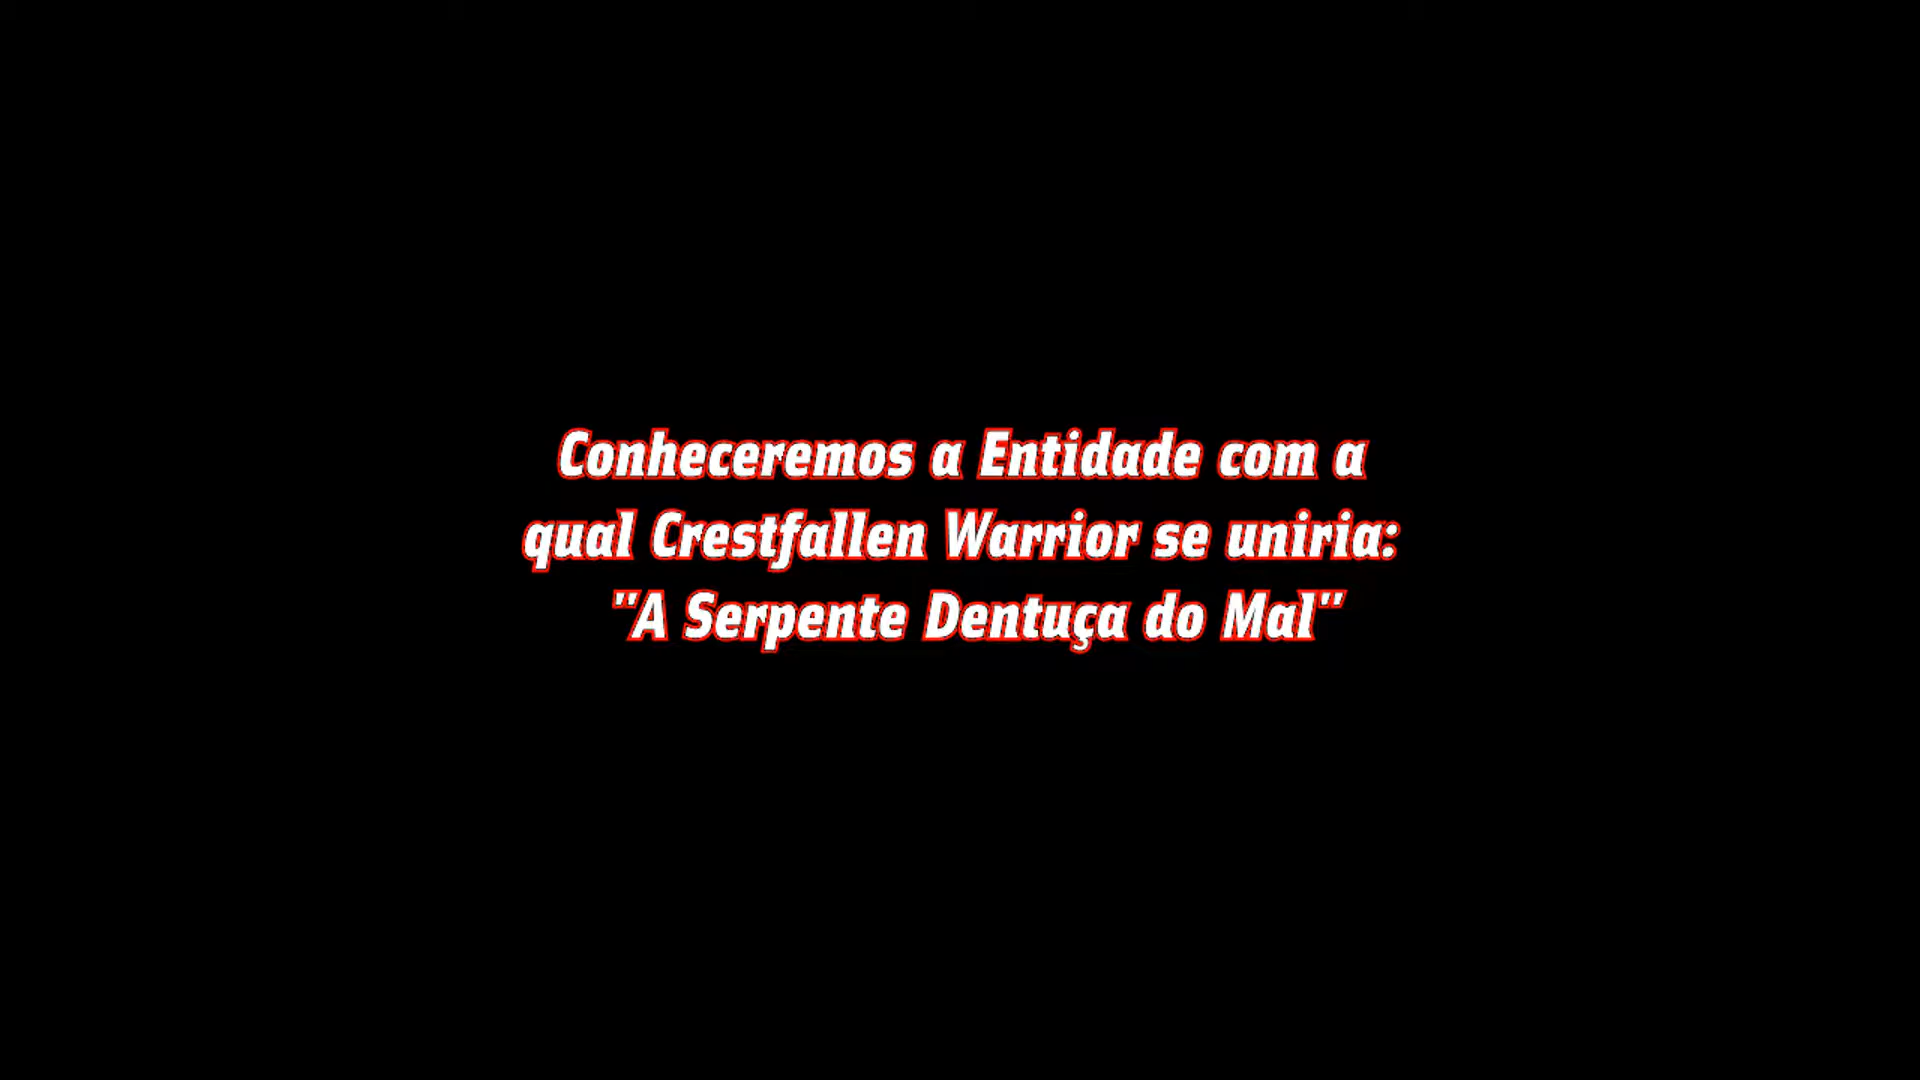 Conheceremos a Entidade com a
qual Crestfallen Warrior se uniria:
"A Serpente Dentuça do Mal"